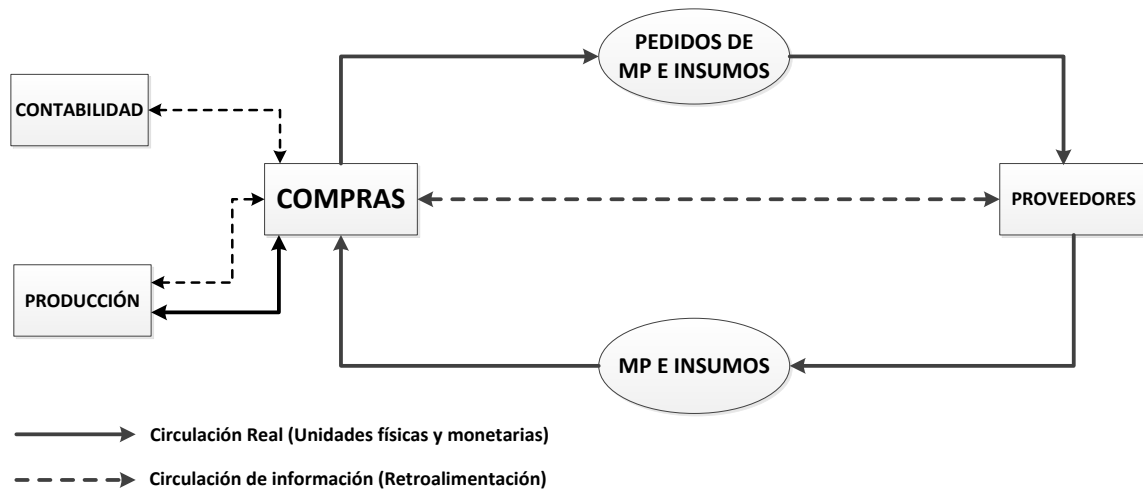 PEDIDOS DE
MP E INSUMOS
CONTABILIDAD
COMPRAS
PROVEEDORES
PRODUCCIÓN
MP E INSUMOS
Circulación Real (Unidades físicas y monetarias)
Circulación de información (Retroalimentación)